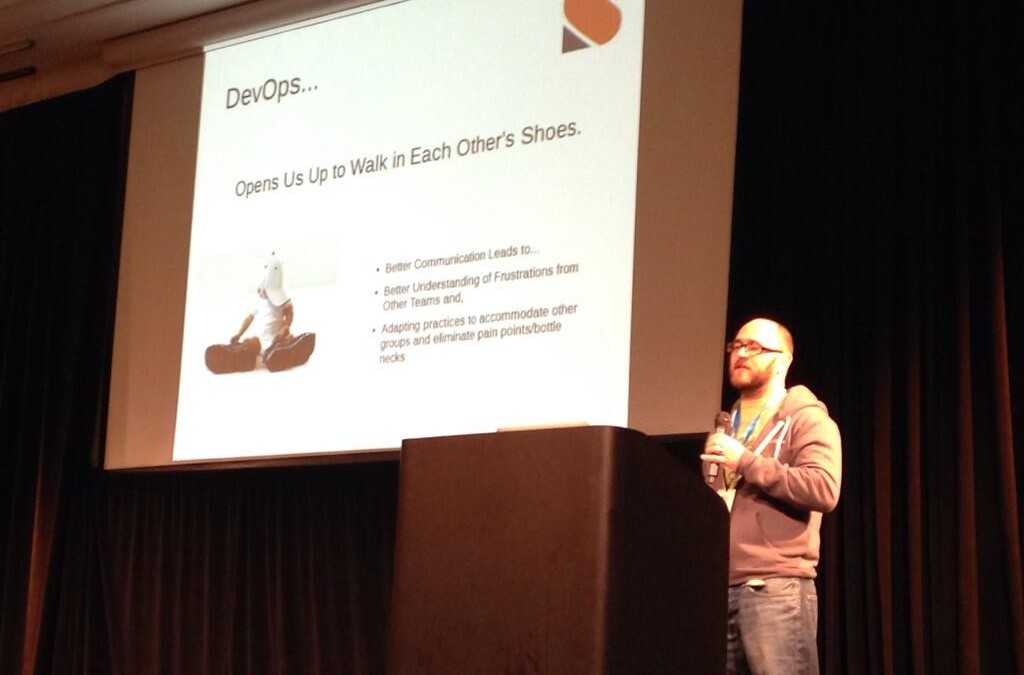 DevOps...
Opens Us Up to Walk in Each Other's Shoes.
• Better Communication Leads to...
• Better Understanding of Frustrations from
Other Teams and,
• Adapting practices to accommodate other
groups and eliminate pain points/bottle
necks